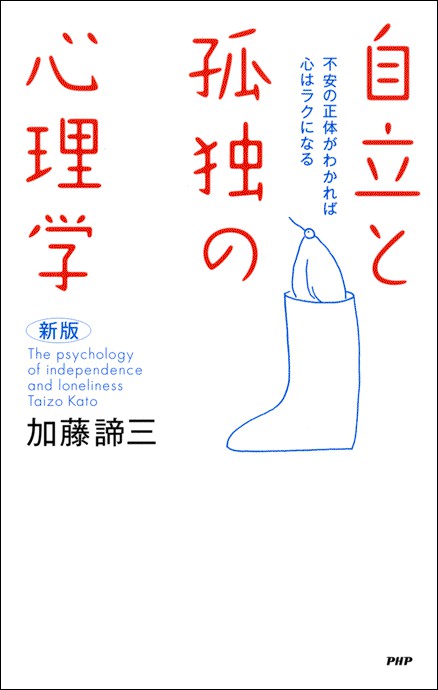 自立と
孤独の
心理学
不安の正体がわかれば
心はラクになる
新版
The psychology
of independence
and loneliness
Taizo Kato
加藤諦三
PHP